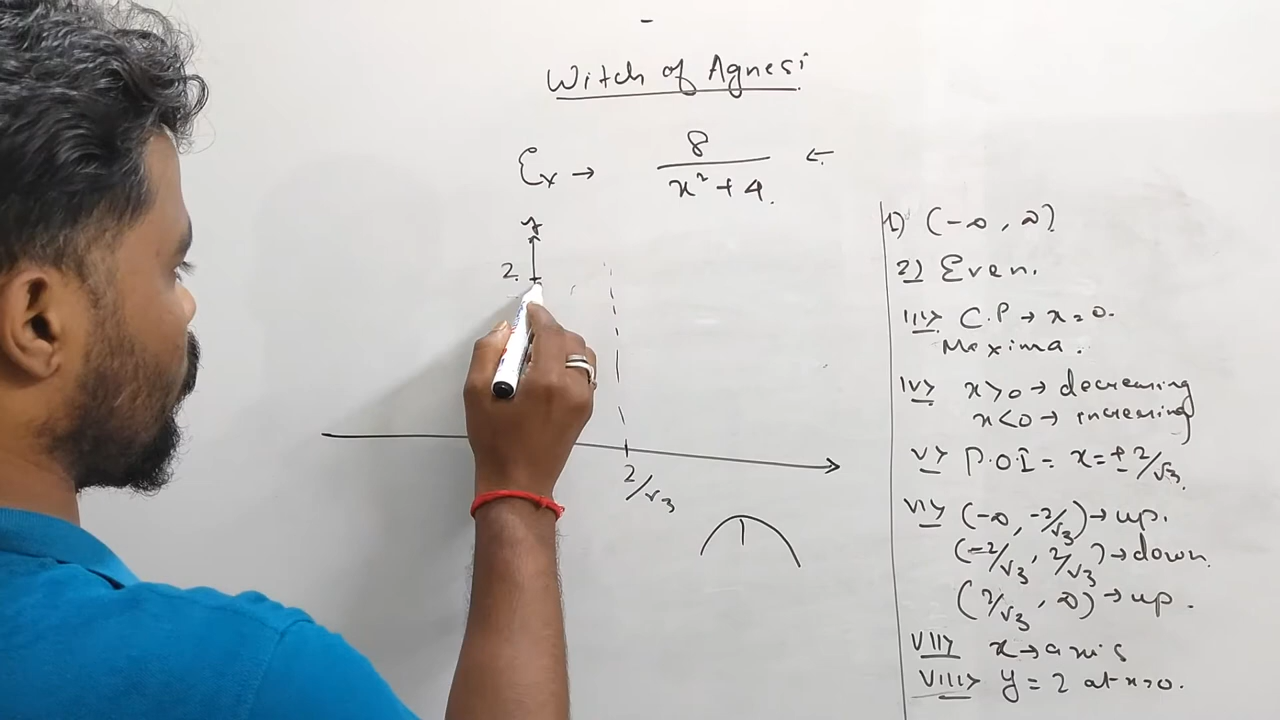 Witch of Agnesi
Ex → 8 / x² + 4. ←
y
2.
2/√3
1) (-∞, ∞)
2) Even.
III> C.P → x = 0.
Maxima.
IV> x>0 → decreasing
x<0 → increasing
V> P.O.I = x = ± 2/√3.
VI> (-∞, -2/√3) → up.
(-2/√3, 2/√3) → down.
(2/√3, ∞) → up.
VII> x → axis
VIII> y = 2 at x=0.